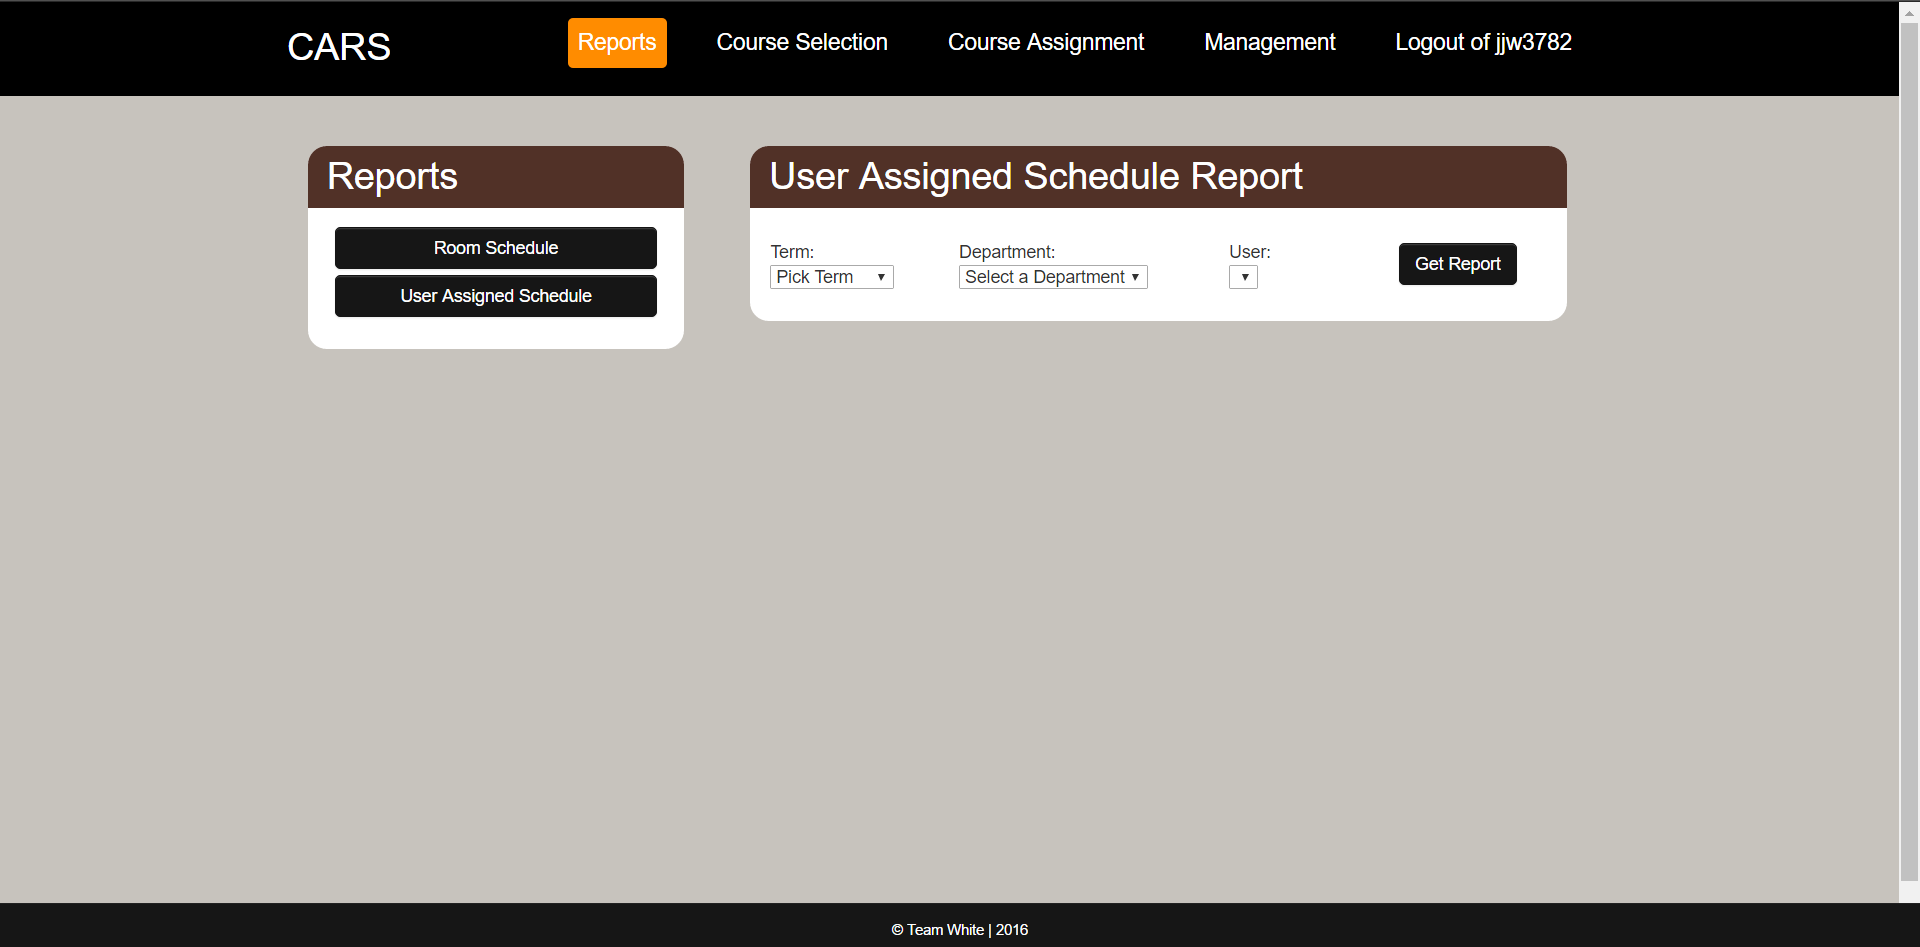 CARS
Reports
Course Selection
Course Assignment
Management
Logout of jjw3782
Reports
Room Schedule
User Assigned Schedule
User Assigned Schedule Report
Term:
Pick Term
Department:
Select a Department
User:
Get Report
© Team White | 2016